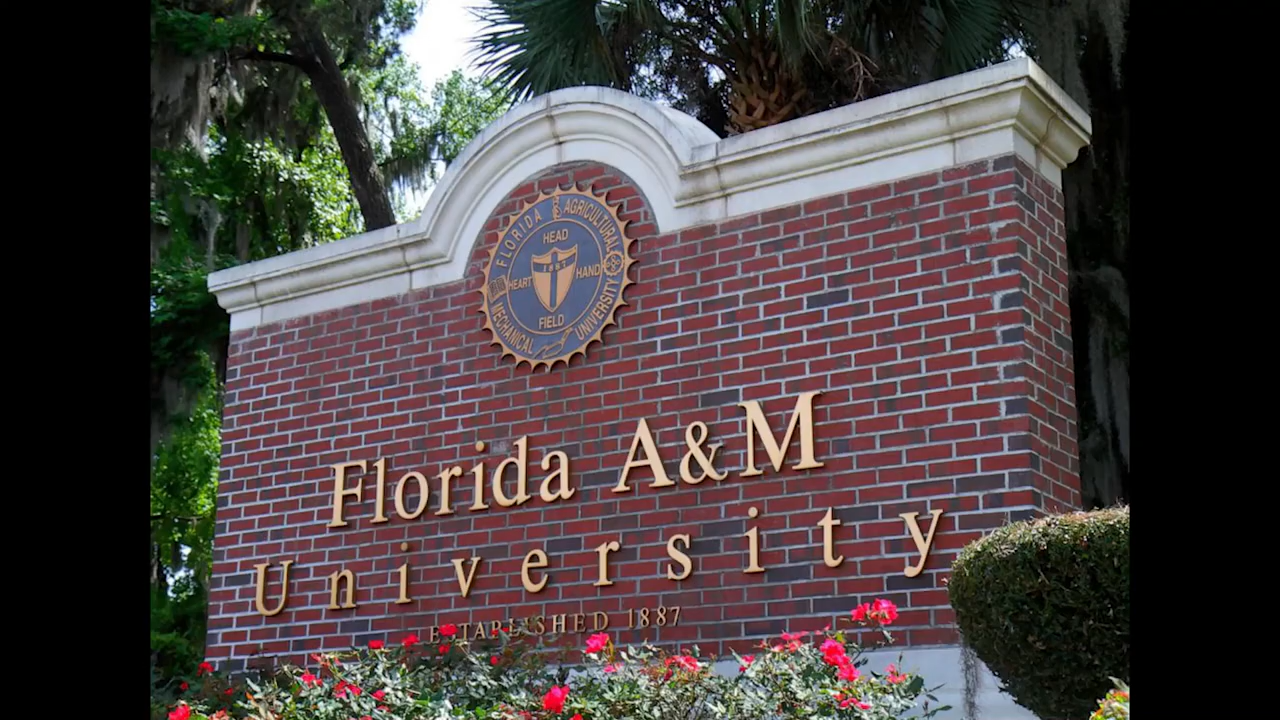 FLORIDA AGRICULTURAL
MECHANICAL UNIVERSITY
HEAD
HEART
HAND
FIELD
1887
Florida A&M
University
ESTABLISHED 1887